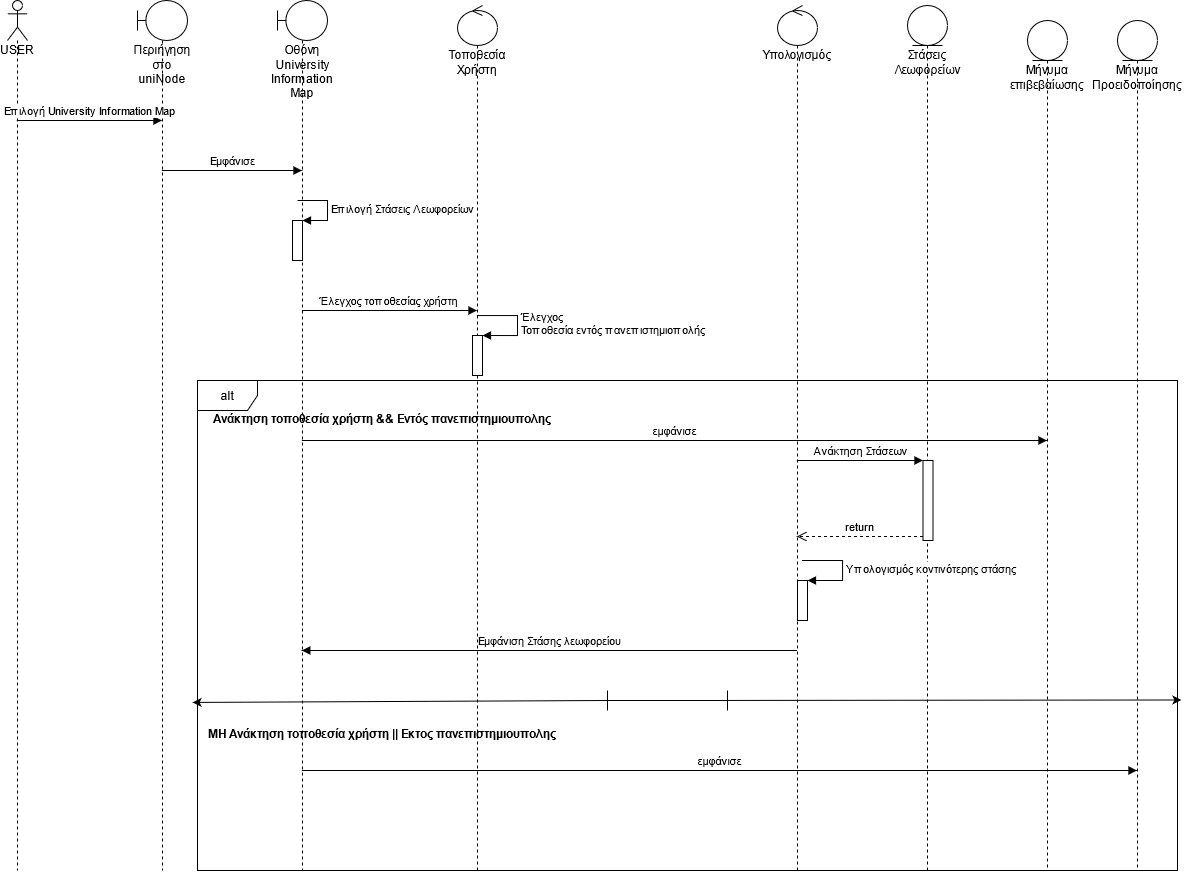 USER
Περιήγηση
στο
uniNode
Οθόνη
University
Information
Map
Τοποθεσία
Χρήστη
Υπολογισμός
Στάσεις
Λεωφορείων
Μήνυμα
επιβεβαίωσης
Μήνυμα
Προειδοποίησης
Επιλογή University Information Map
Εμφάνισε
Επιλογή Στάσεις Λεωφορείων
Έλεγχος τοποθεσίας χρήστη
Έλεγχος
Τοποθεσία εντός πανεπιστημιοπολής
alt
Ανάκτηση τοποθεσία χρήστη && Εντός πανεπιστημιουπολης
εμφάνισε
Ανάκτηση Στάσεων
return
Υπολογισμός κοντινότερης στάσης
Εμφάνιση Στάσης λεωφορείου
ΜΗ Ανάκτηση τοποθεσία χρήστη || Εκτος πανεπιστημιουπολης
εμφάνισε